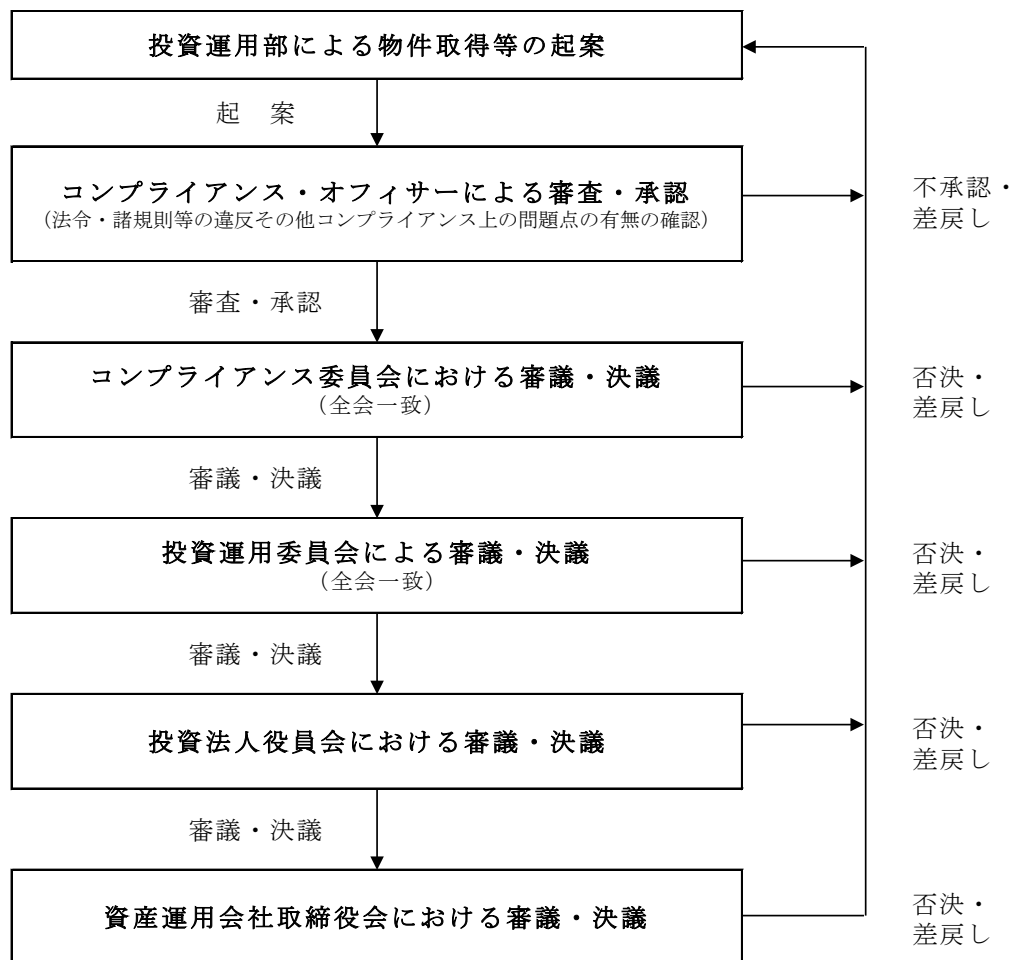 投資運用部による物件取得等の起案
起 案
コンプライアンス・オフィサーによる審査・承認
(法令・諸規則等の違反その他コンプライアンス上の問題点の有無の確認)
不承認・
差戻し
審査・承認
コンプライアンス委員会における審議・決議
(全会一致)
否決・
差戻し
審議・決議
投資運用委員会による審議・決議
(全会一致)
否決・
差戻し
審議・決議
投資法人役員会における審議・決議
否決・
差戻し
審議・決議
資産運用会社取締役会における審議・決議
否決・
差戻し